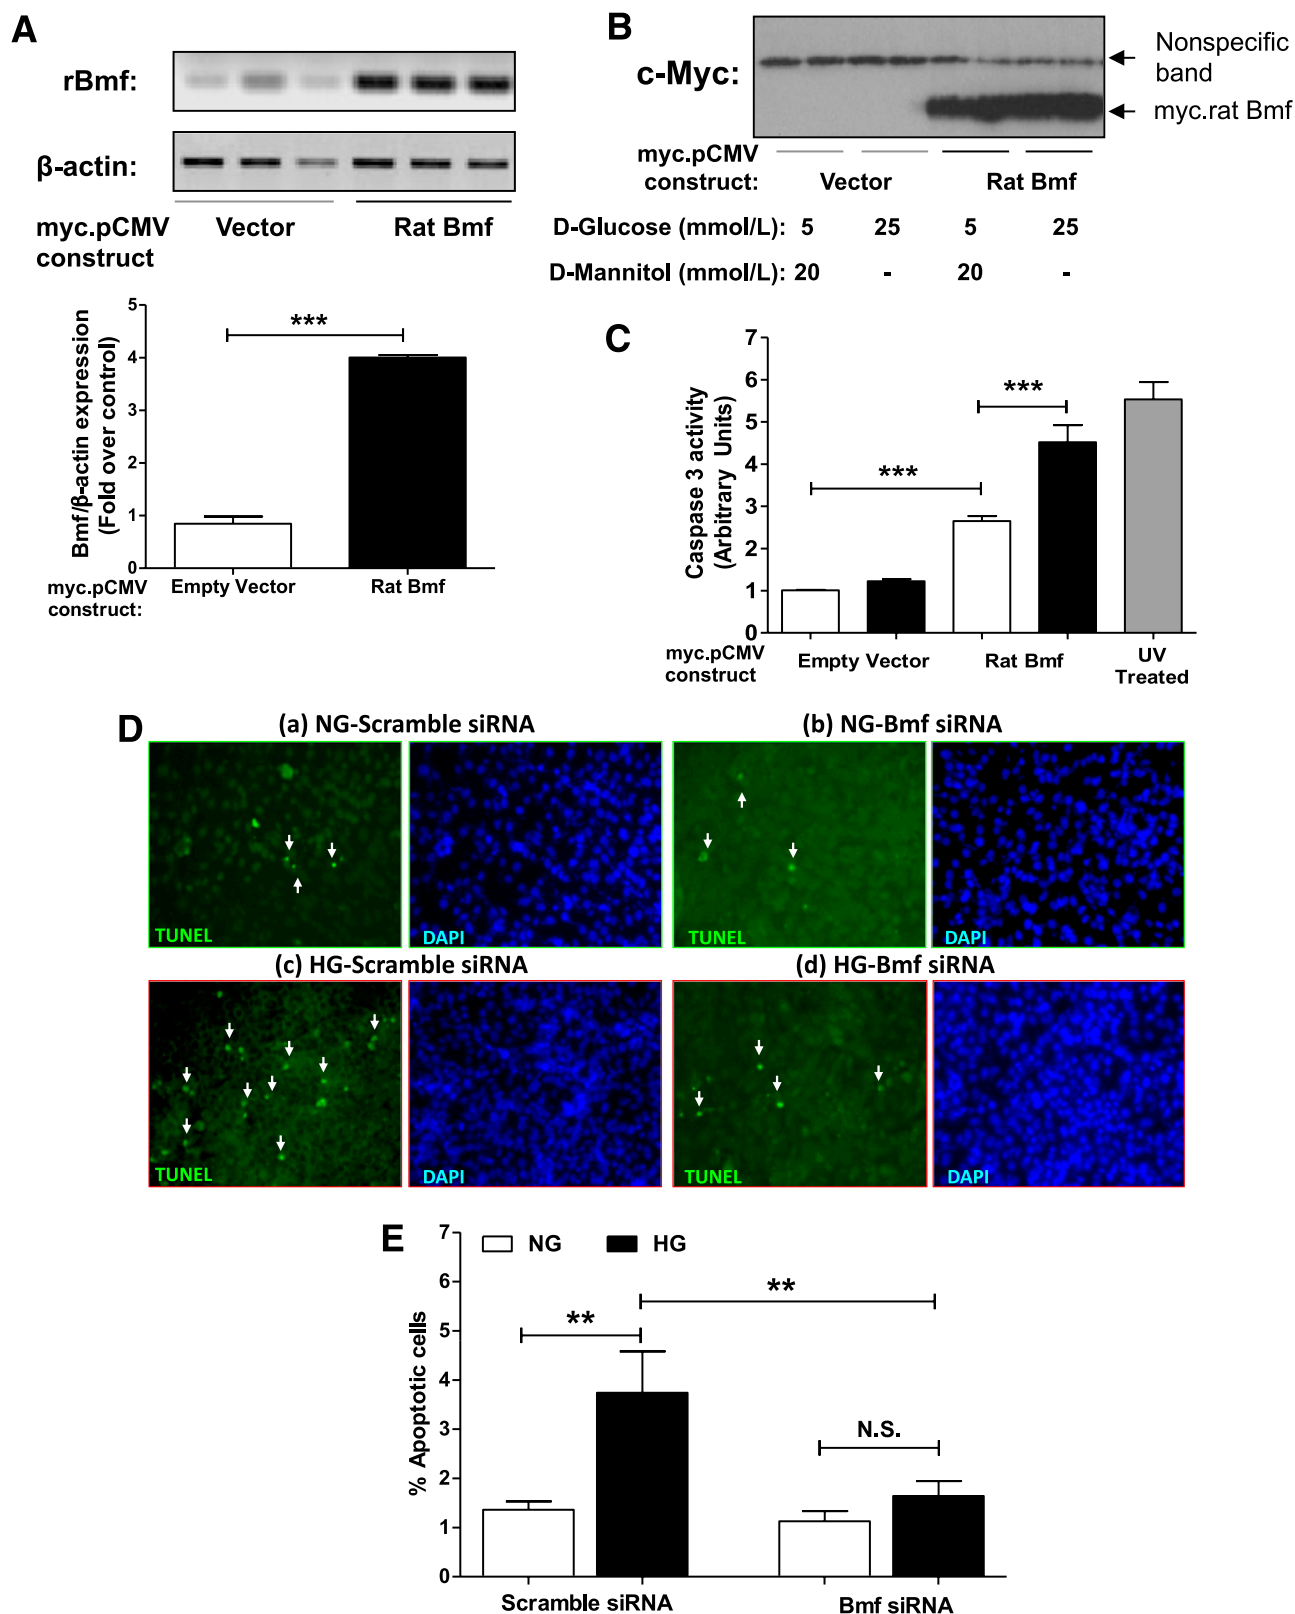 A
rBmf:
β-actin:
myc.pCMV
construct
Vector
Rat Bmf
Bmf/β-actin expression
(Fold over control)
5
4
3
2
1
0
***
myc.pCMV
construct:
Empty Vector
Rat Bmf
B
c-Myc:
Nonspecific
band
myc.rat Bmf
myc.pCMV
construct:
Vector
Rat Bmf
D-Glucose (mmol/L): 5 25 5 25
D-Mannitol (mmol/L): 20 - 20 -
C
Caspase 3 activity
(Arbitrary Units)
7
6
5
4
3
2
1
0
***
***
myc.pCMV
construct
Empty Vector
Rat Bmf
UV
Treated
D
(a) NG-Scramble siRNA
(b) NG-Bmf siRNA
TUNEL
DAPI
TUNEL
DAPI
(c) HG-Scramble siRNA
(d) HG-Bmf siRNA
TUNEL
DAPI
TUNEL
DAPI
E
% Apoptotic cells
7
6
5
4
3
2
1
0
NG
HG
**
**
N.S.
Scramble siRNA
Bmf siRNA